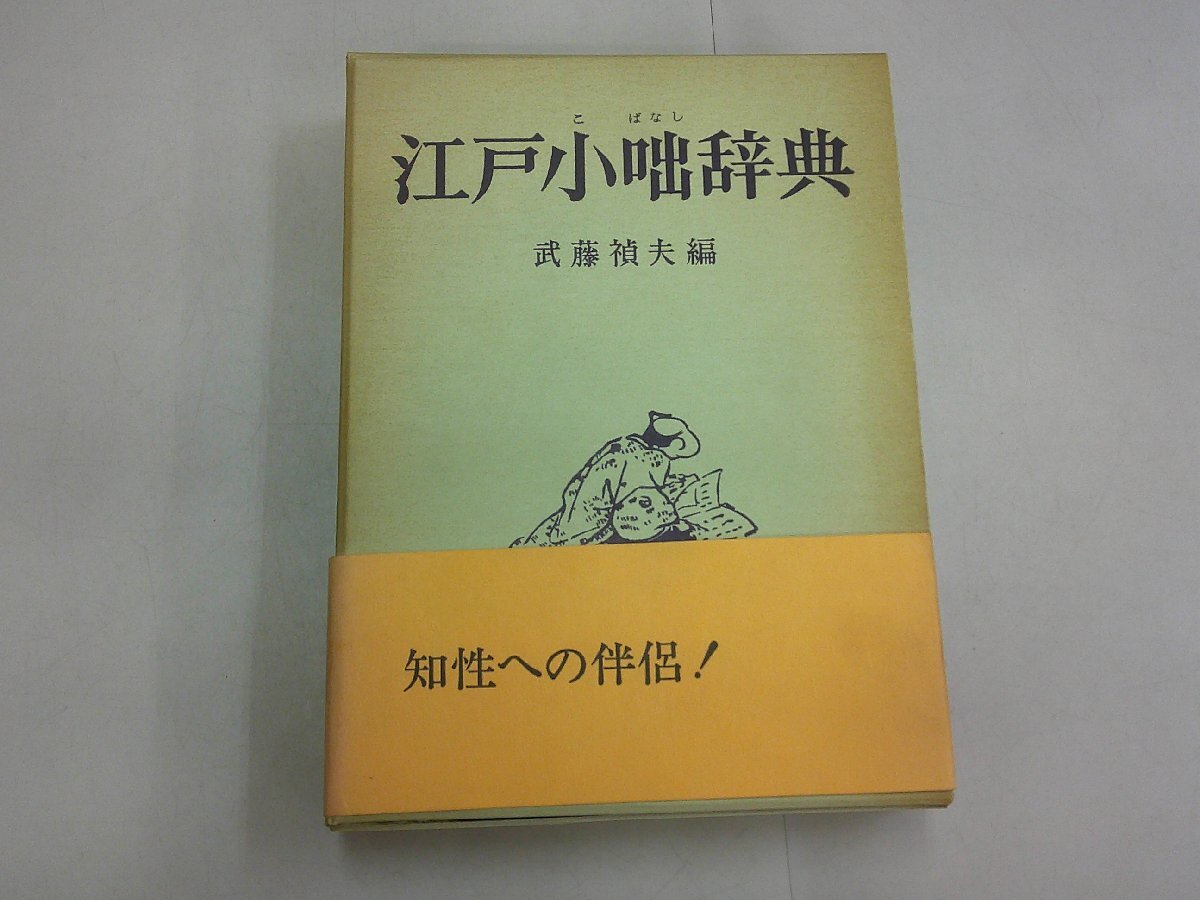 こ ばなし
江戸小咄辞典
武藤禎夫編
知性への伴侶!